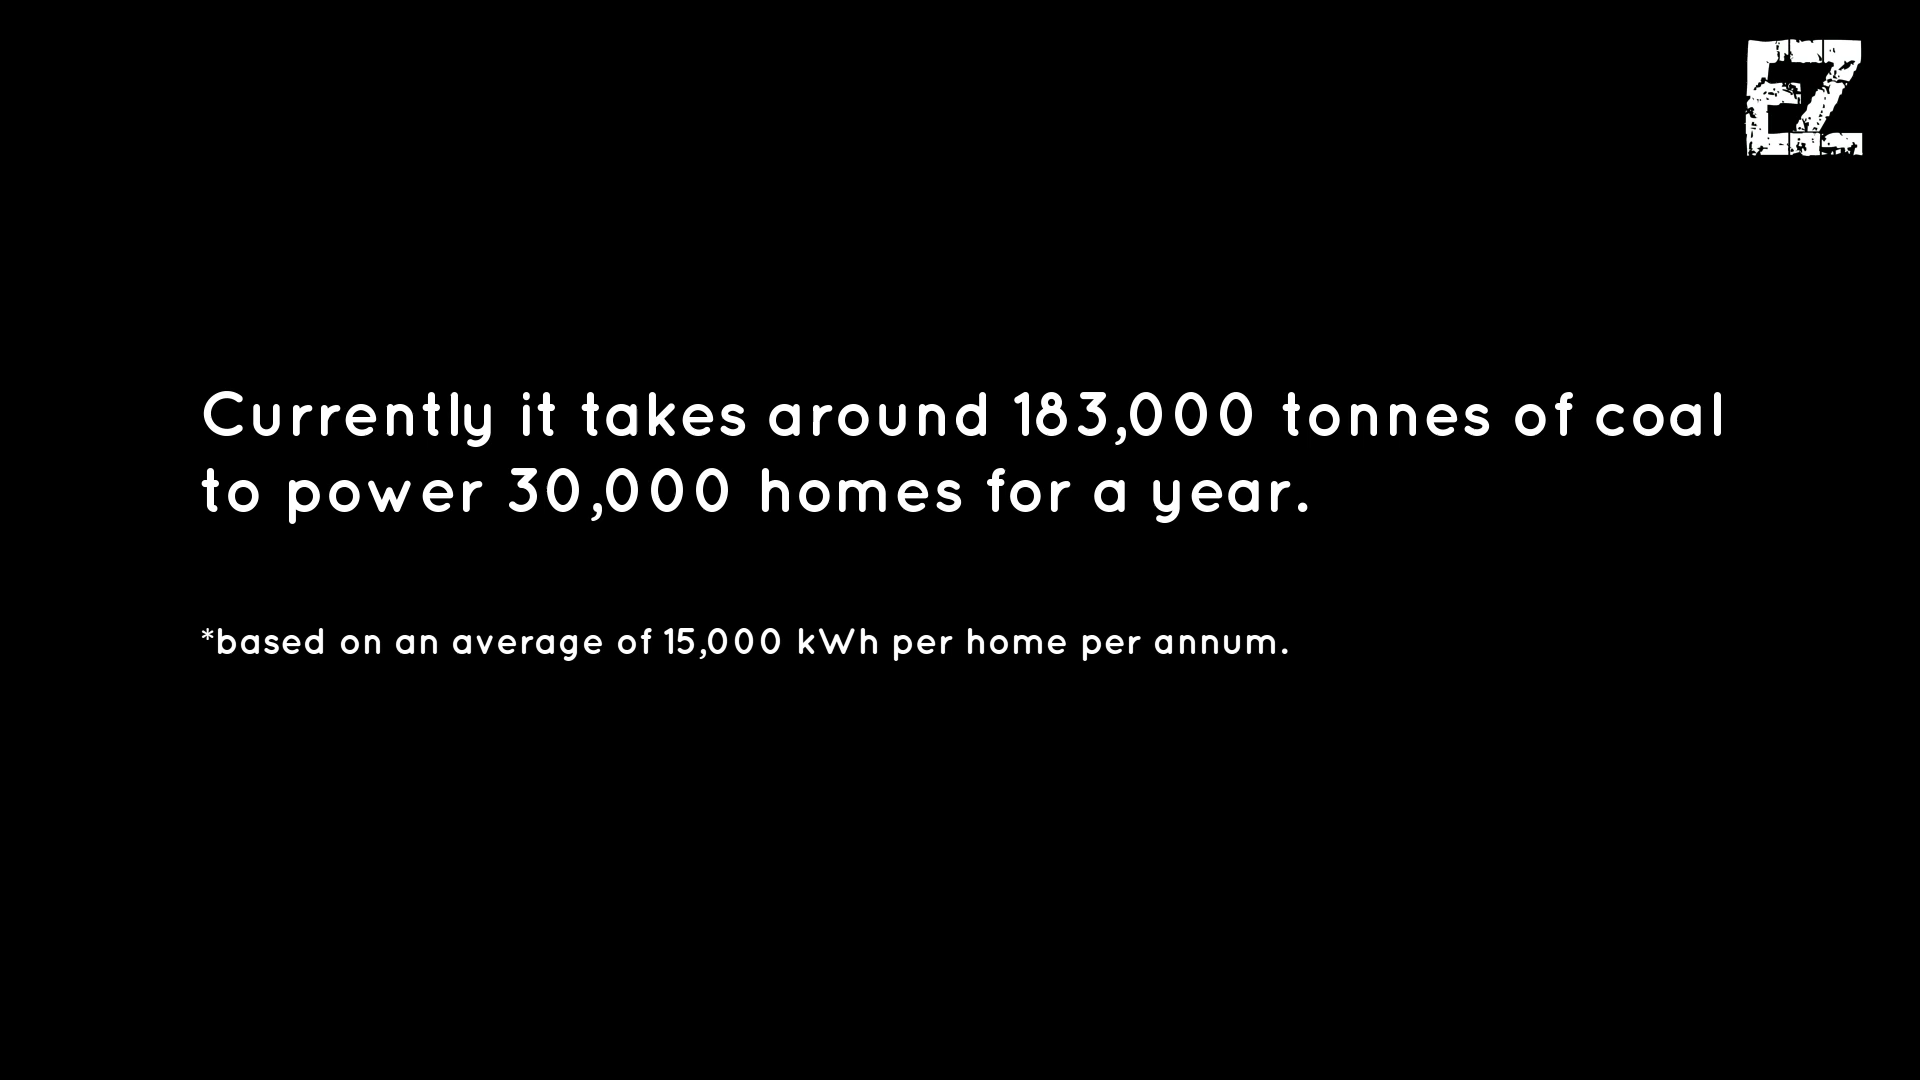 EZ
Currently it takes around 183,000 tonnes of coal
to power 30,000 homes for a year.
*based on an average of 15,000 kWh per home per annum.